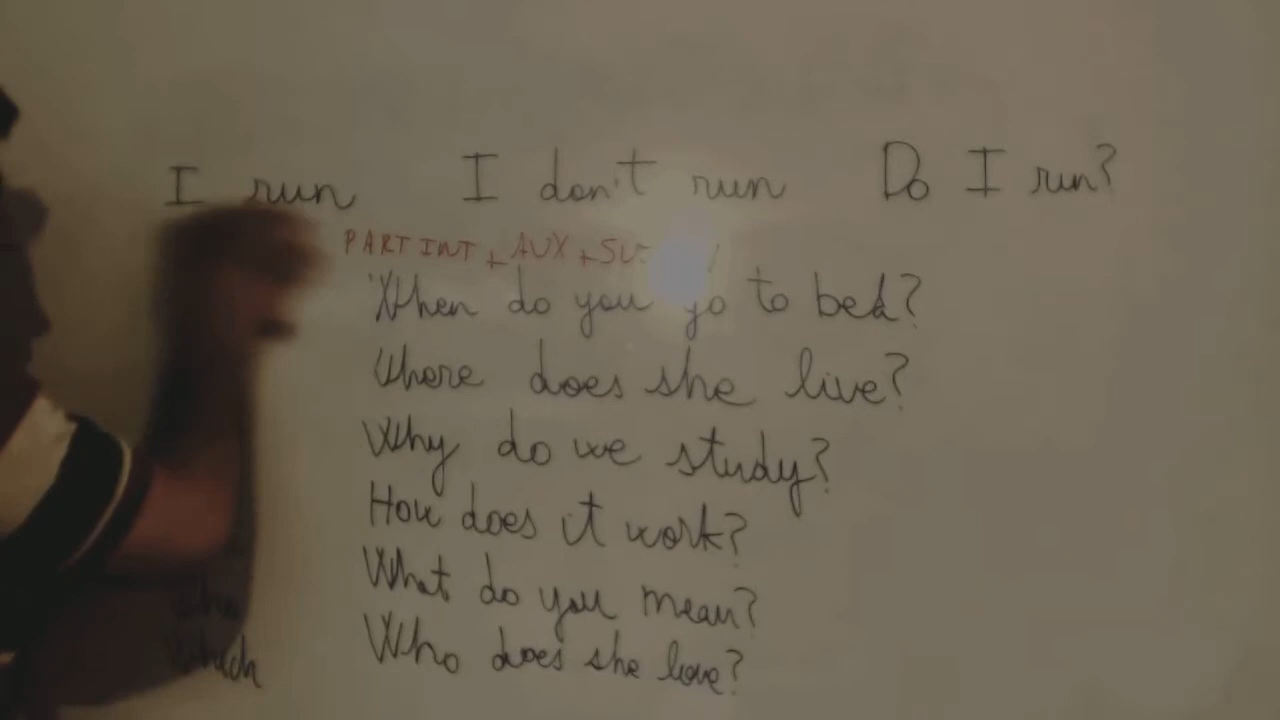 I run I don't run Do I run?
PART INT + AUX + SU
When do you go to bed?
Where does she live?
Why do we study?
How does it work?
What do you mean?
Who does she love?
which